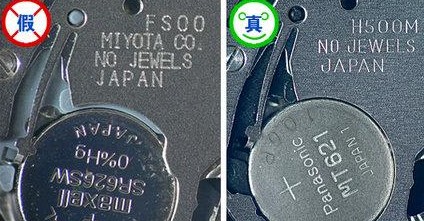 假
FS00
MIYOTA CO.
NO JEWELS
JAPAN
JAPAN
0%Hg
SR626SW
maxell
真
H500M
NO JEWELS
JAPAN
Panasonic
MT621
JAPAN 1
+